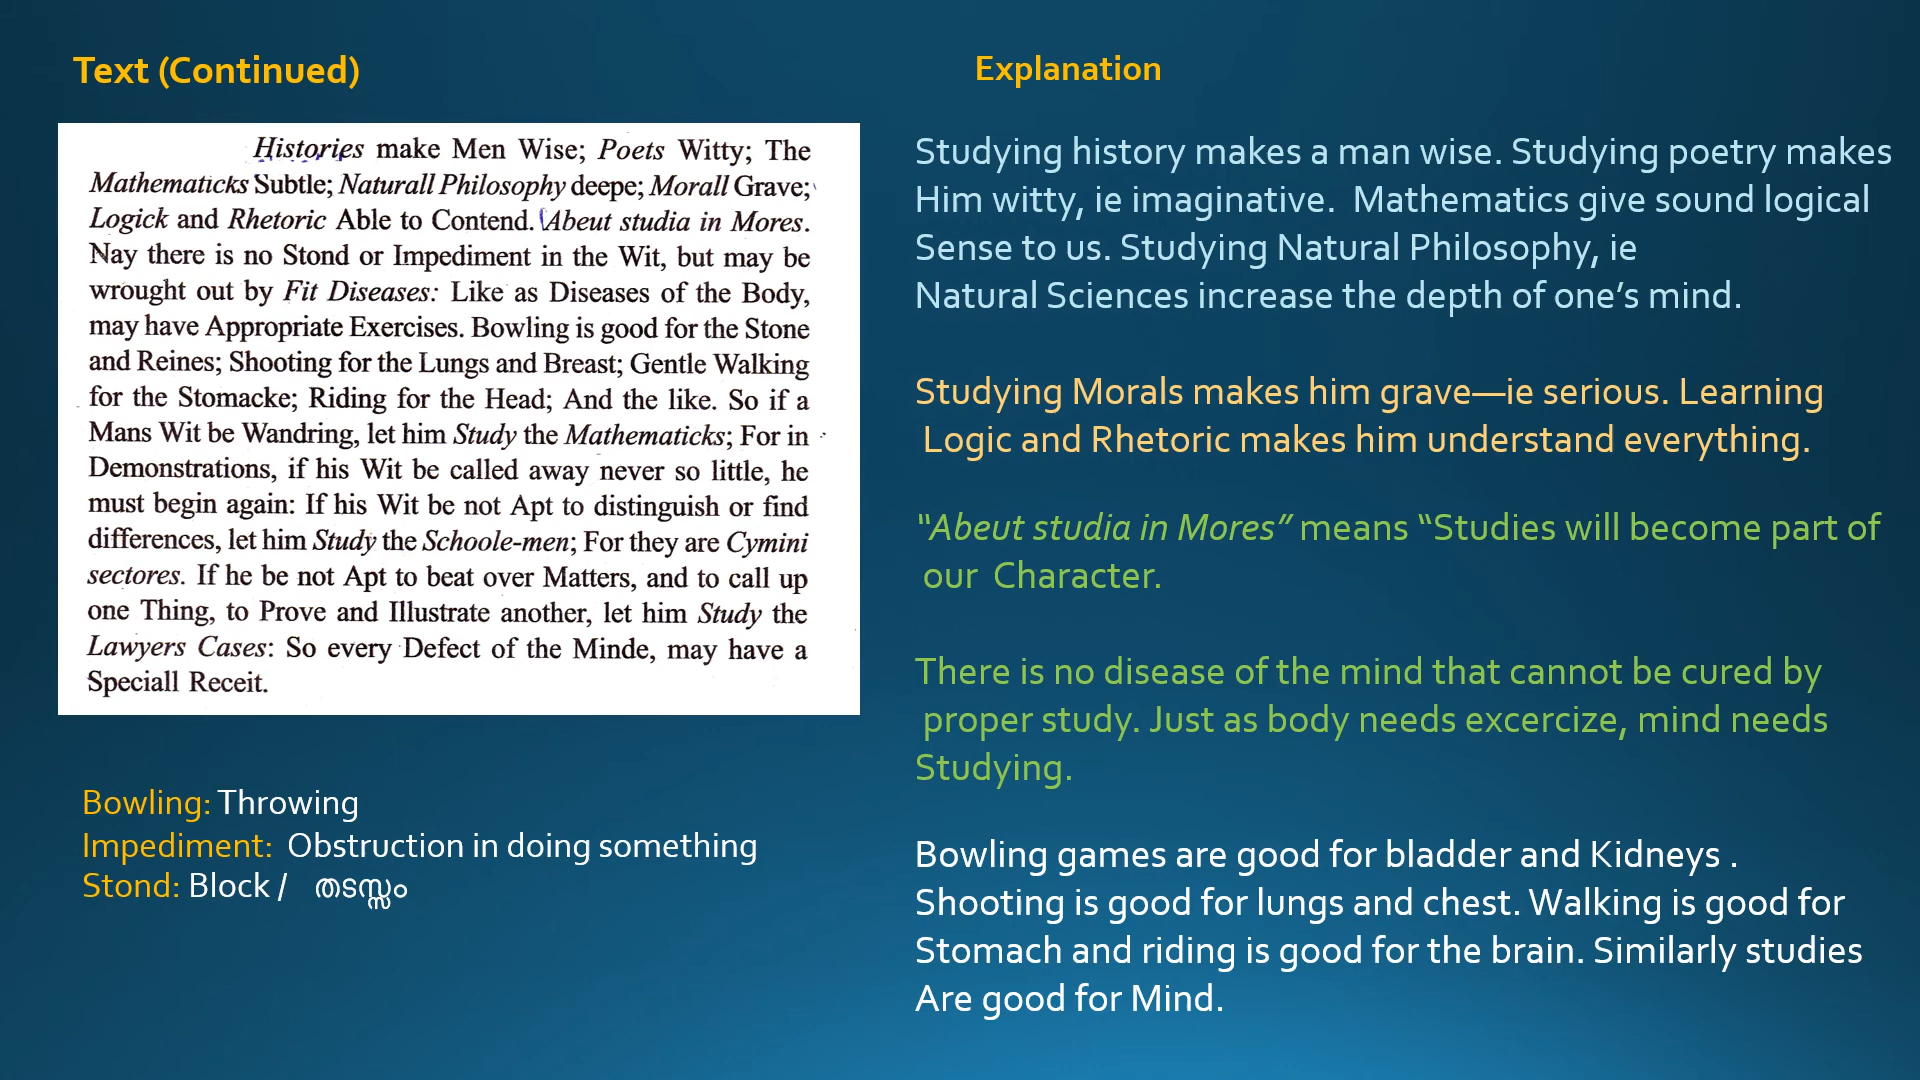 Text (Continued)
Histories make Men Wise; Poets Witty; The
Mathematicks Subtle; Naturall Philosophy deepe; Morall Grave;
Logick and Rhetoric Able to Contend. Abeut studia in Mores.
Nay there is no Stond or Impediment in the Wit, but may be
wrought out by Fit Diseases: Like as Diseases of the Body,
may have Appropriate Exercises. Bowling is good for the Stone
and Reines; Shooting for the Lungs and Breast; Gentle Walking
for the Stomacke; Riding for the Head; And the like. So if a
Mans Wit be Wandring, let him Study the Mathematicks; For in
Demonstrations, if his Wit be called away never so little, he
must begin again: If his Wit be not Apt to distinguish or find
differences, let him Study the Schoole-men; For they are Cymini
sectores. If he be not Apt to beat over Matters, and to call up
one Thing, to Prove and Illustrate another, let him Study the
Lawyers Cases: So every Defect of the Minde, may have a
Speciall Receit.
Bowling: Throwing
Impediment: Obstruction in doing something
Stond: Block / തടസ്സം
Explanation
Studying history makes a man wise. Studying poetry makes
Him witty, ie imaginative. Mathematics give sound logical
Sense to us. Studying Natural Philosophy, ie
Natural Sciences increase the depth of one’s mind.
Studying Morals makes him grave—ie serious. Learning
Logic and Rhetoric makes him understand everything.
“Abeut studia in Mores” means “Studies will become part of
our Character.
There is no disease of the mind that cannot be cured by
proper study. Just as body needs excercize, mind needs
Studying.
Bowling games are good for bladder and Kidneys .
Shooting is good for lungs and chest. Walking is good for
Stomach and riding is good for the brain. Similarly studies
Are good for Mind.